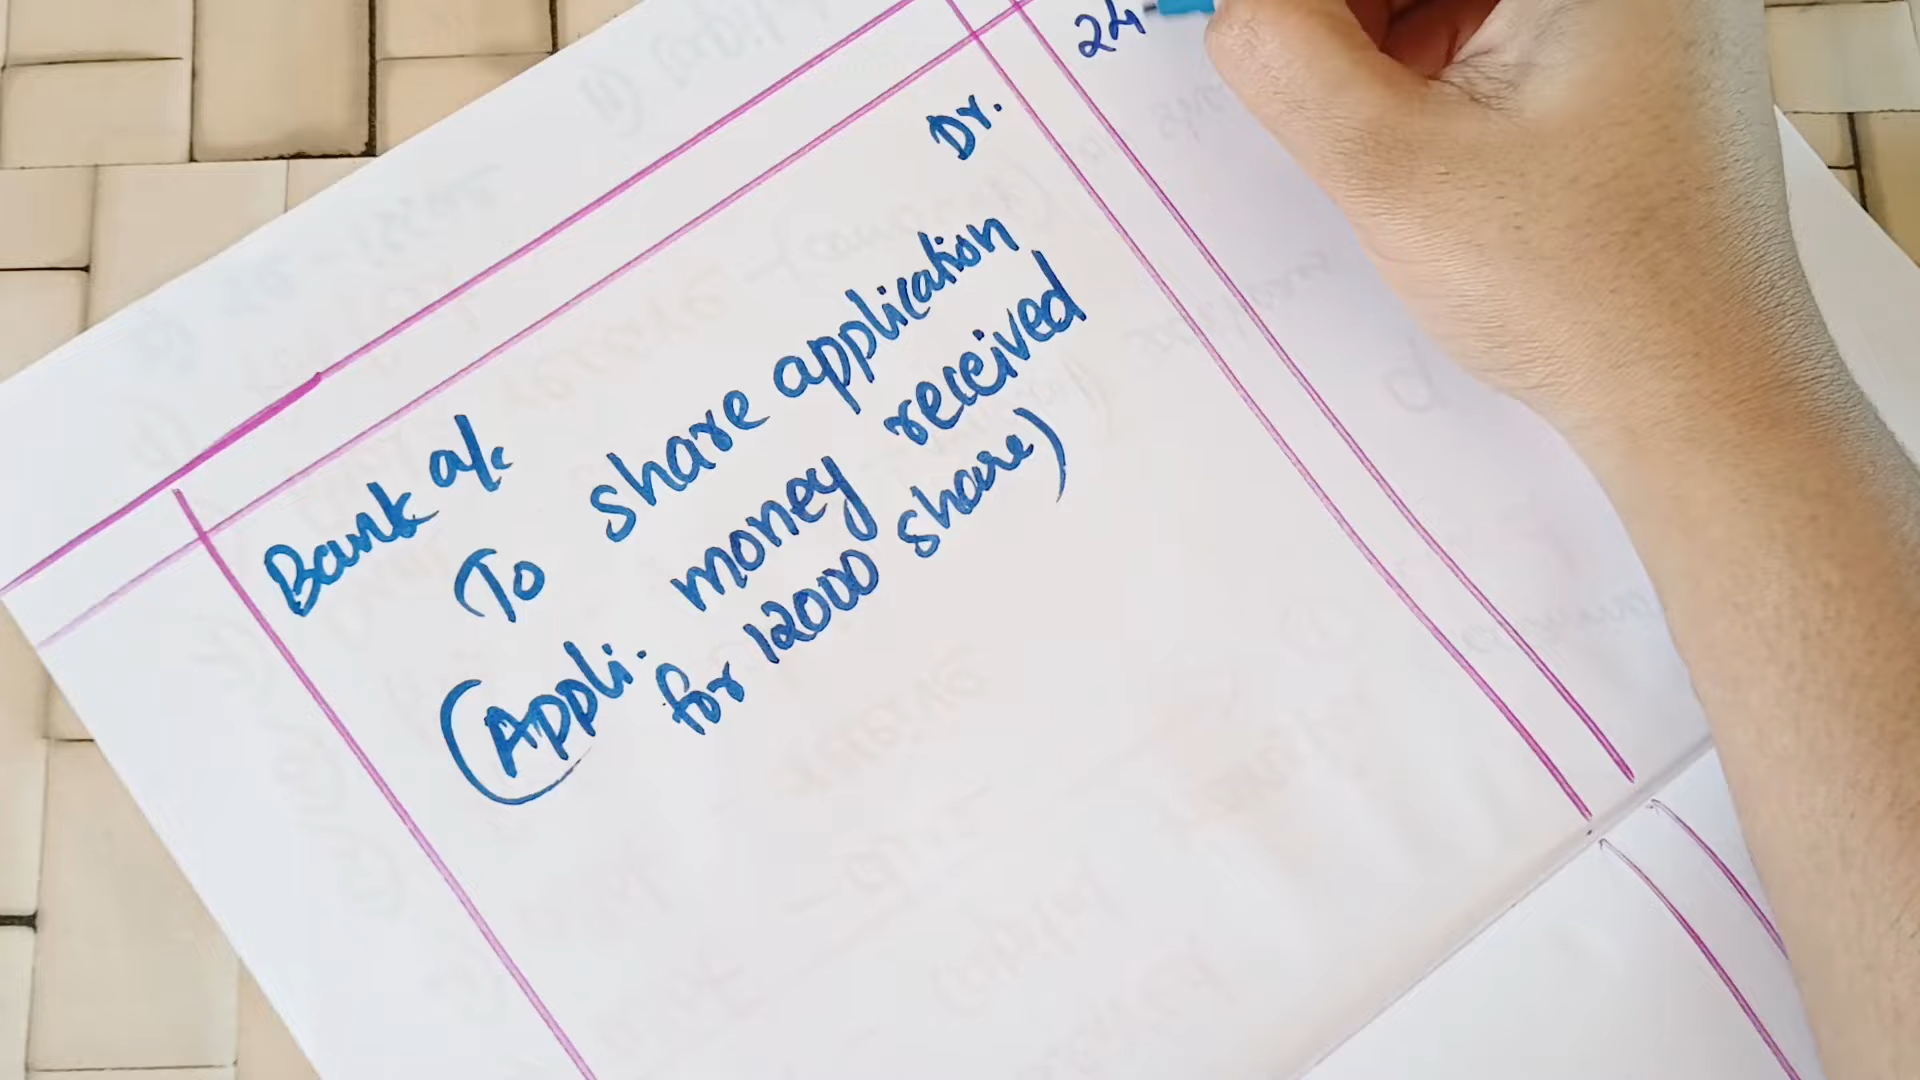 Bank a/c Dr. 24
To share application
(Appli. money received
for 12000 share)